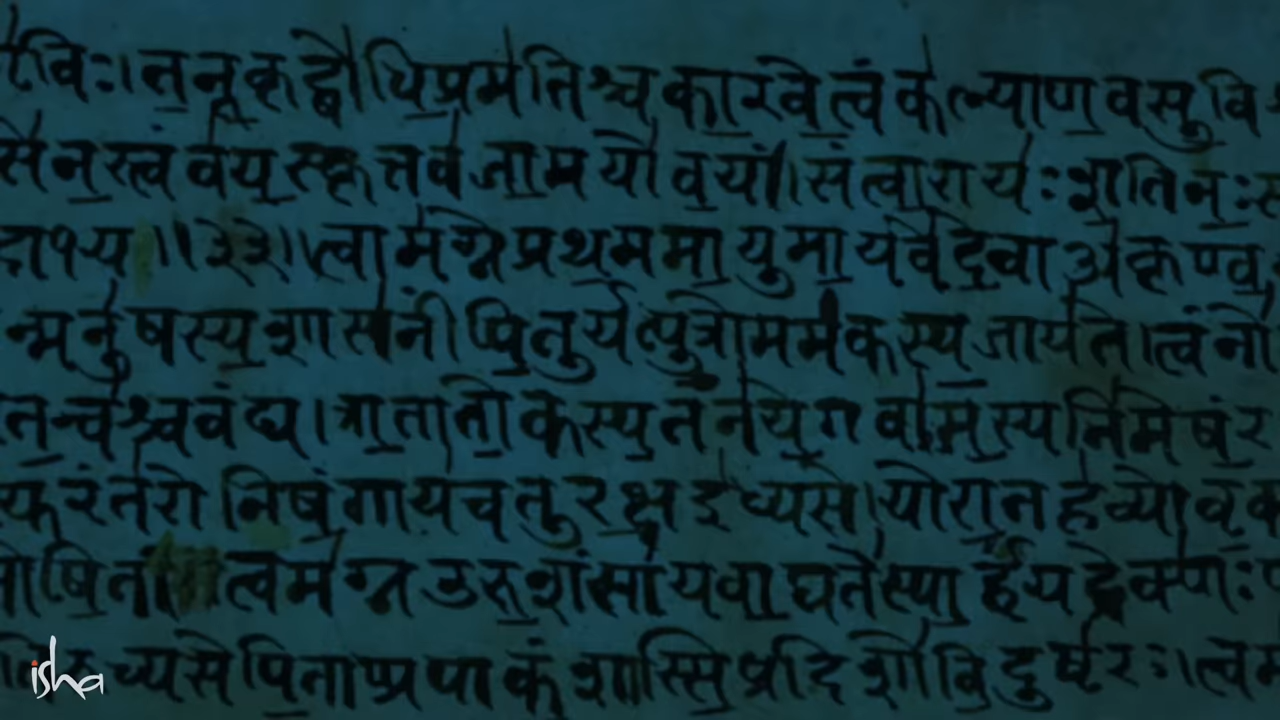 विः। तनूकृद्बोधि प्रमतिश्च कारवे त्वं कल्याण वसु वि
सि नस्त्वं वयस्कृत्तव जामयो वयं॥ सं त्वा रायः शतिनः स
दाभ्य॥३३॥ त्वामग्ने प्रथममायुमायवे देवा अकृण्व
न्मनुषस्य शासनीं पितुर्यत्पुत्रो ममकस्य जायते। त्वं नो
तन्वश्च वंद्य। त्राता तोकस्य तनये गवामस्यनिमेषं र
युरंतरो निषंगाय चतुरक्ष इध्यसे। यो रातहव्यो वृका
नोषि तं॥ त्वमग्न उरुशंसाय वाघते स्पार्हं यद्रेक्णः प
तिरुच्यसे पिता प्र पाकं शास्सि प्र दिशो विदुष्टरः। त्वम
isha